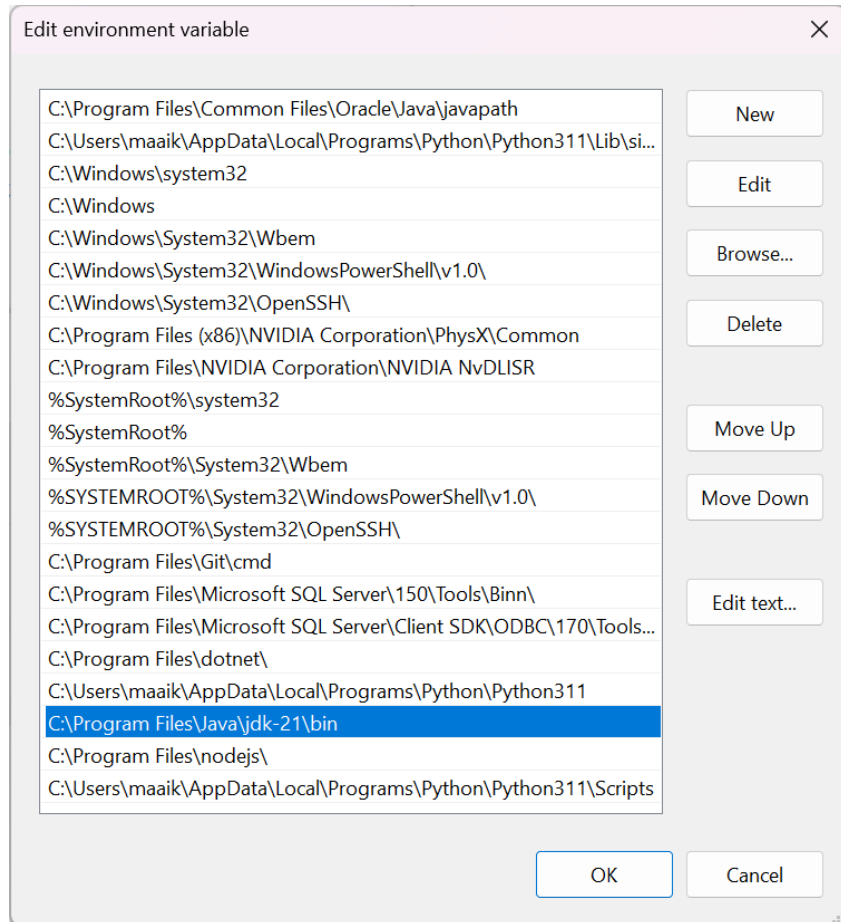 Edit environment variable
C:\Program Files\Common Files\Oracle\Java\javapath
C:\Users\maaik\AppData\Local\Programs\Python\Python311\Lib\si...
C:\Windows\system32
C:\Windows
C:\Windows\System32\Wbem
C:\Windows\System32\WindowsPowerShell\v1.0\
C:\Windows\System32\OpenSSH\
C:\Program Files (x86)\NVIDIA Corporation\PhysX\Common
C:\Program Files\NVIDIA Corporation\NVIDIA NvDLISR
%SystemRoot%\system32
%SystemRoot%
%SystemRoot%\System32\Wbem
%SYSTEMROOT%\System32\WindowsPowerShell\v1.0\
%SYSTEMROOT%\System32\OpenSSH\
C:\Program Files\Git\cmd
C:\Program Files\Microsoft SQL Server\150\Tools\Binn\
C:\Program Files\Microsoft SQL Server\Client SDK\ODBC\170\Tools...
C:\Program Files\dotnet\
C:\Users\maaik\AppData\Local\Programs\Python\Python311
C:\Program Files\Java\jdk-21\bin
C:\Program Files\nodejs\
C:\Users\maaik\AppData\Local\Programs\Python\Python311\Scripts
New
Edit
Browse...
Delete
Move Up
Move Down
Edit text...
OK
Cancel